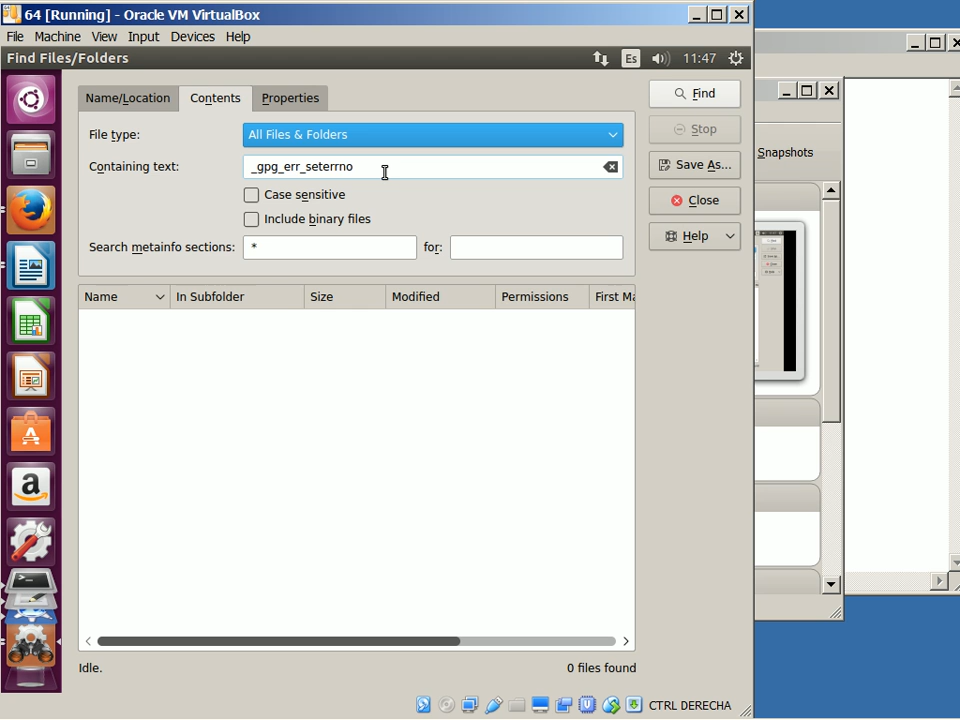 64 [Running] - Oracle VM VirtualBox
File Machine View Input Devices Help
Find Files/Folders
Es
11:47
Name/Location
Contents
Properties
Find
File type:
All Files & Folders
Stop
Containing text:
_gpg_err_seterrno
Save As...
Snapshots
Case sensitive
Close
Include binary files
Search metainfo sections:
*
for:
Help
Name
In Subfolder
Size
Modified
Permissions
First Ma
a
Idle.
0 files found
CTRL DERECHA